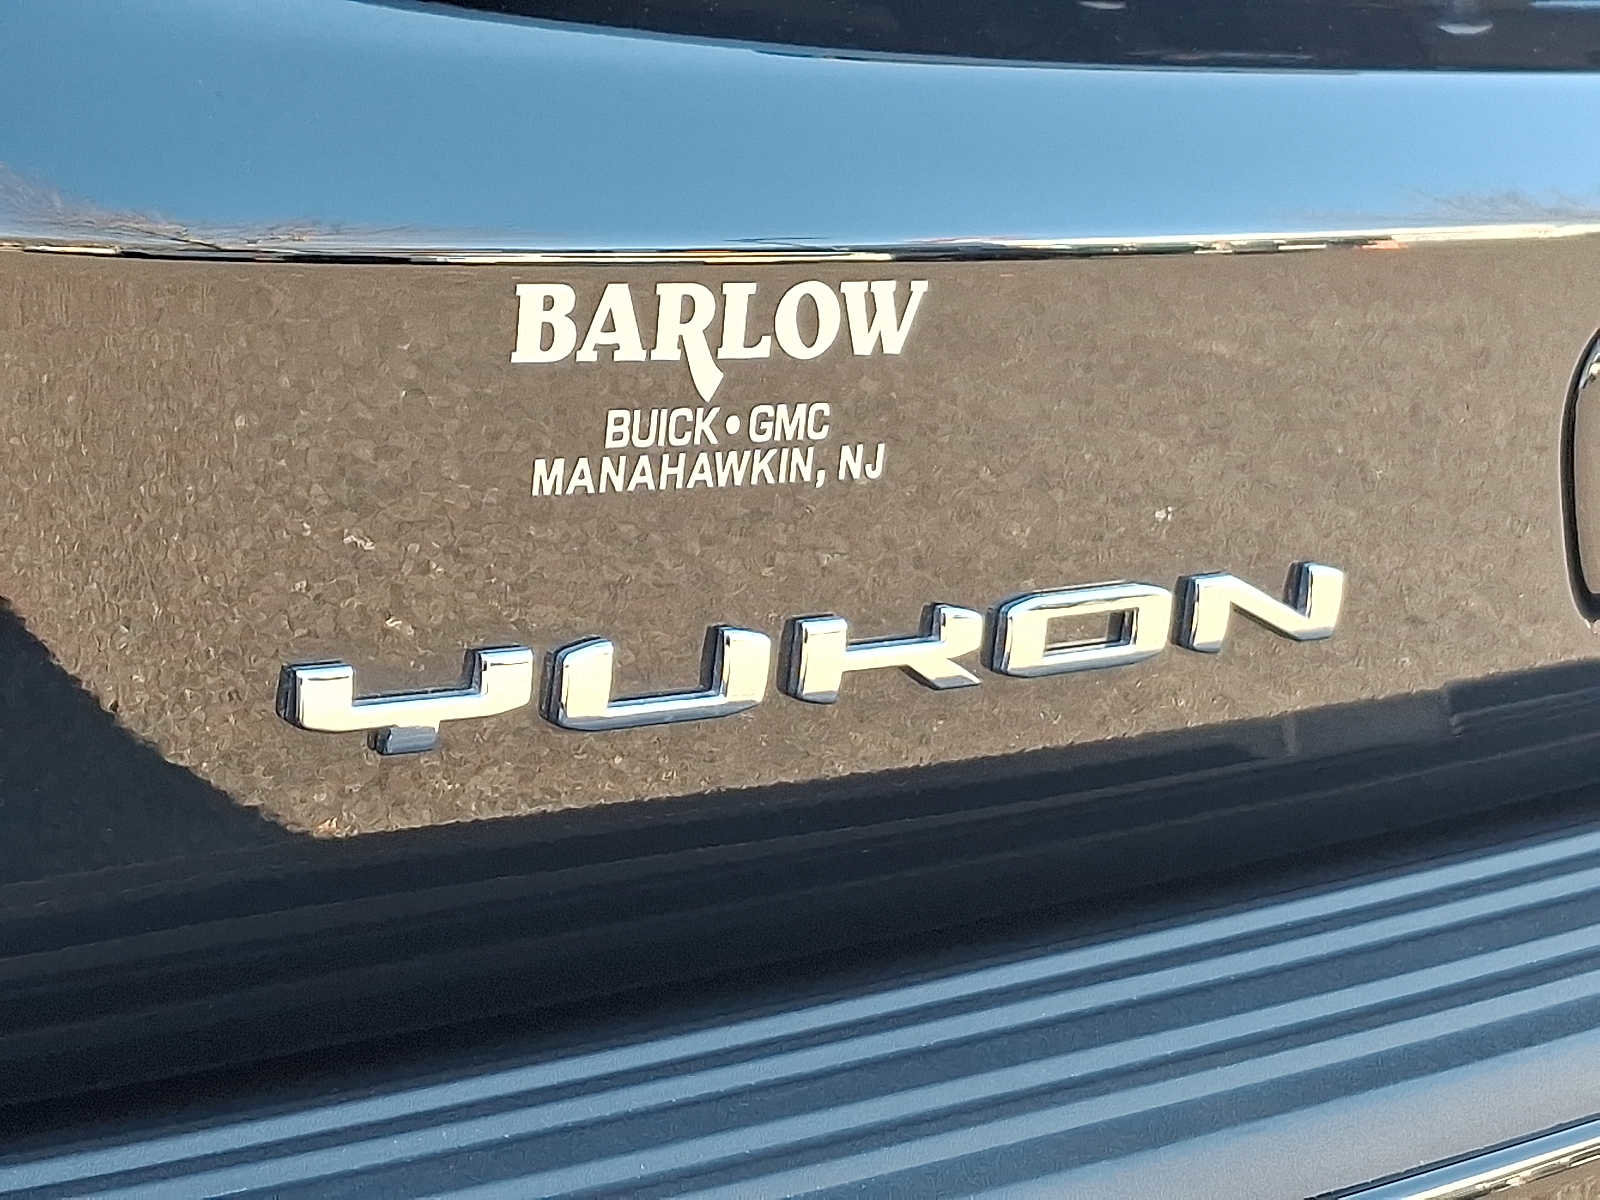 BARLOW
BUICK • GMC
MANAHAWKIN, NJ
YUKON